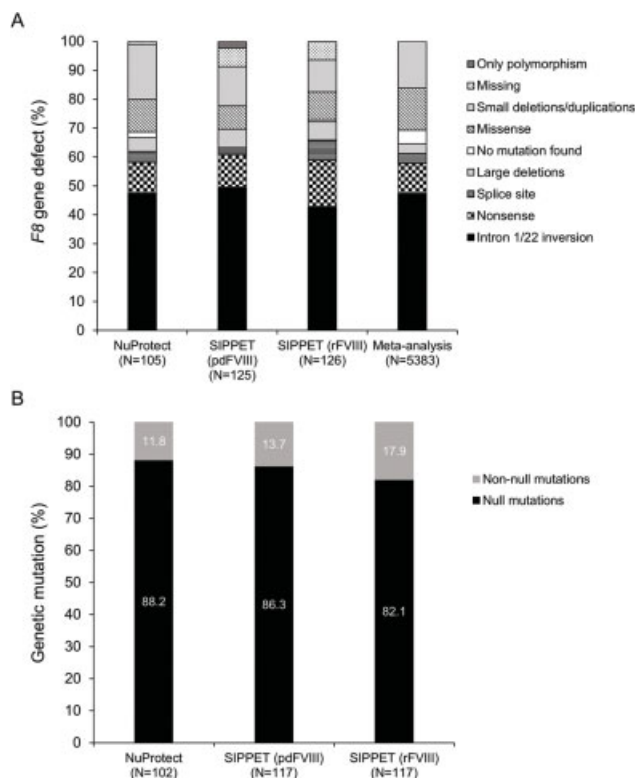 A
100
90
80
70
60
50
40
30
20
10
0
F8 gene defect (%)
NuProtect
(N=105)
SIPPET
(pdFVIII)
(N=125)
SIPPET (rFVIII)
(N=126)
Meta-analysis
(N=5383)
Only polymorphism
Missing
Small deletions/duplications
Missense
No mutation found
Large deletions
Splice site
Nonsense
Intron 1/22 inversion
B
100
90
80
70
60
50
40
30
20
10
0
Genetic mutation (%)
11.8
13.7
17.9
88.2
86.3
82.1
NuProtect
(N=102)
SIPPET (pdFVIII)
(N=117)
SIPPET (rFVIII)
(N=117)
Non-null mutations
Null mutations